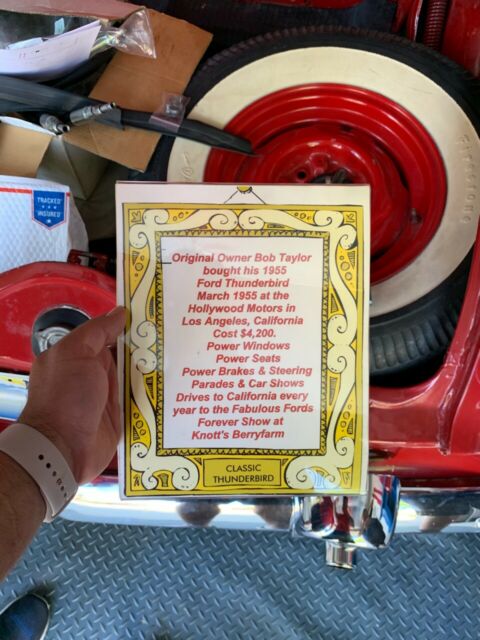 TRACKED
INSURED
Firestone
Original Owner Bob Taylor
bought his 1955
Ford Thunderbird
March 1955 at the
Hollywood Motors in
Los Angeles, California
Cost $4,200.
Power Windows
Power Seats
Power Brakes & Steering
Parades & Car Shows
Drives to California every
year to the Fabulous Fords
Forever Show at
Knott's Berryfarm
CLASSIC
THUNDERBIRD